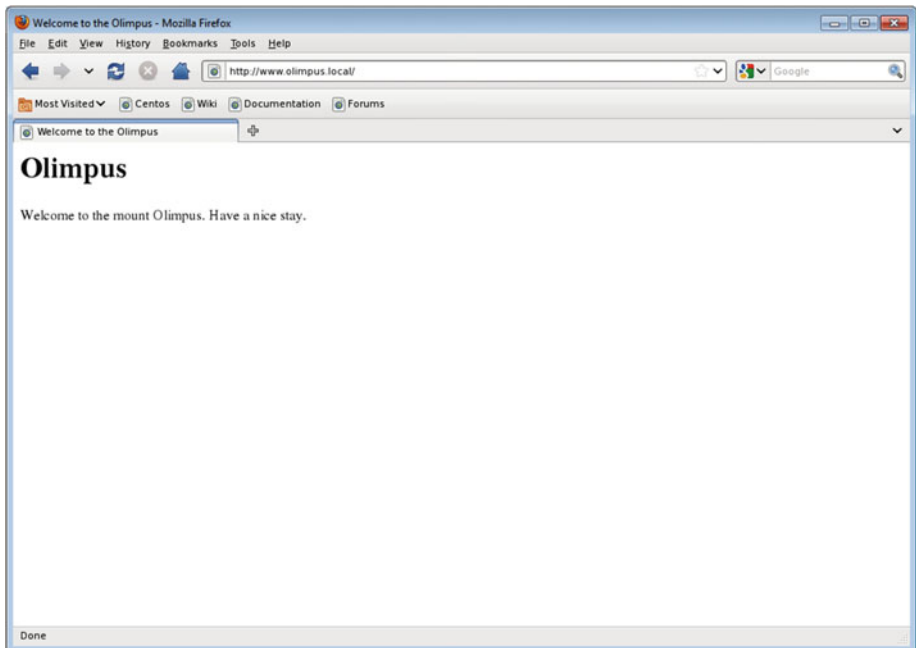 Welcome to the Olimpus - Mozilla Firefox
File Edit View History Bookmarks Tools Help
http://www.olimpus.local/ Google
Most Visited Centos Wiki Documentation Forums
Welcome to the Olimpus
Olimpus
Welcome to the mount Olimpus. Have a nice stay.
Done